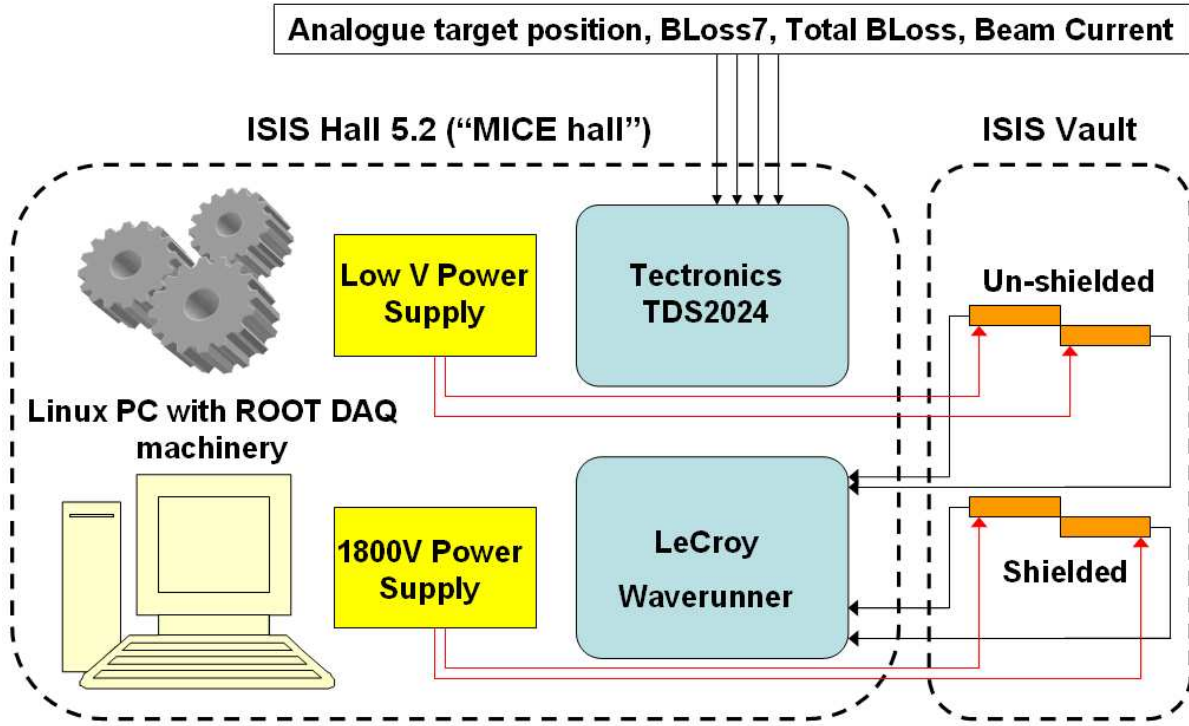 Analogue target position, BLoss7, Total BLoss, Beam Current
ISIS Hall 5.2 (“MICE hall”)
ISIS Vault
Low V Power
Supply
Tectronics
TDS2024
Un-shielded
Linux PC with ROOT DAQ
machinery
1800V Power
Supply
LeCroy
Waverunner
Shielded